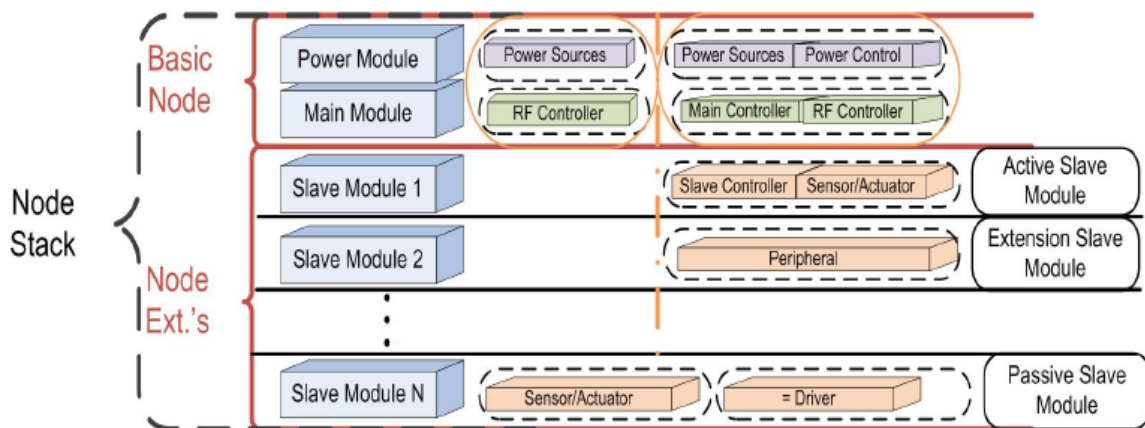 Basic
Node
Power Module
Power Sources
Power Sources Power Control
Main Module
RF Controller
Main Controller RF Controller
Node
Stack
Node
Ext.'s
Slave Module 1
Slave Controller Sensor/Actuator
Active Slave
Module
Slave Module 2
Peripheral
Extension Slave
Module
Slave Module N
Sensor/Actuator
= Driver
Passive Slave
Module